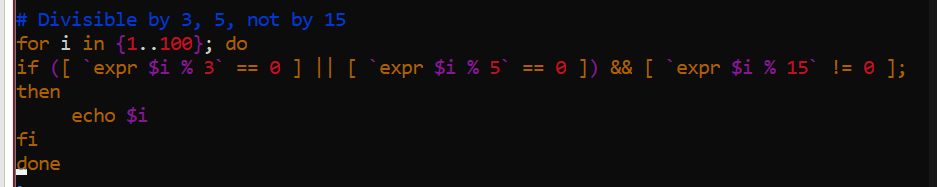 # Divisible by 3, 5, not by 15
for i in {1..100}; do
if ([ `expr $i % 3` == 0 ] || [ `expr $i % 5` == 0 ]) && [ `expr $i % 15` != 0 ];
then
echo $i
fi
done